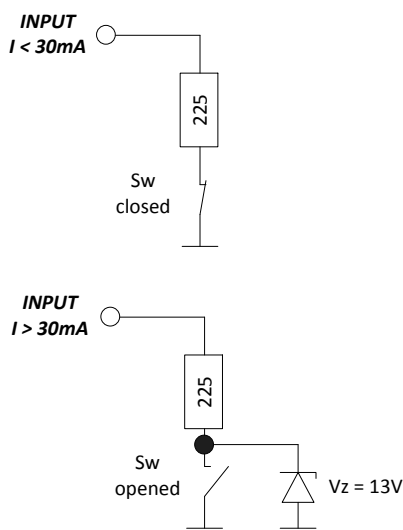 INPUT
I < 30mA
225
Sw
closed
INPUT
I > 30mA
225
Sw
opened
Vz = 13V